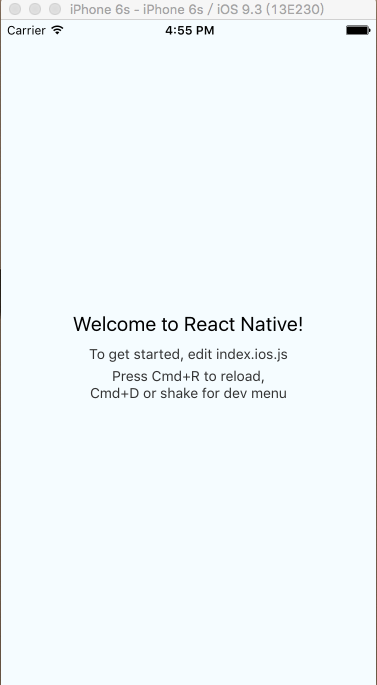 iPhone 6s - iPhone 6s / iOS 9.3 (13E230)
Carrier 4:55 PM
Welcome to React Native!
To get started, edit index.ios.js
Press Cmd+R to reload,
Cmd+D or shake for dev menu